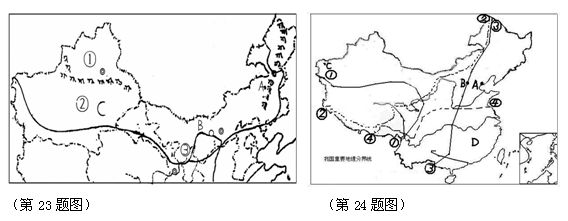 ①
② C
A
B
③
②
③
C
①
B A
②
④
④
①
D
③
我国重要地理分界线
（第 23 题图）
（第 24 题图）